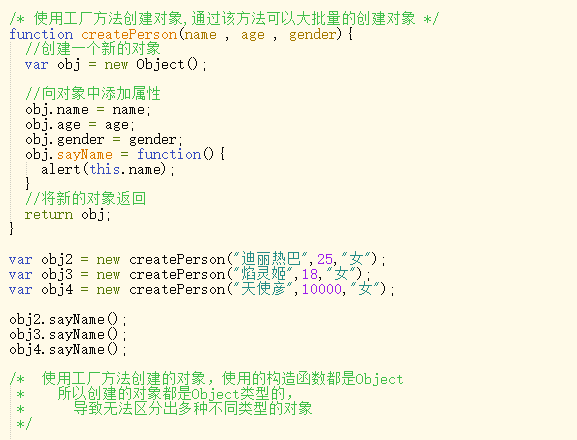 /* 使用工厂方法创建对象,通过该方法可以大批量的创建对象 */
function createPerson(name , age , gender){
//创建一个新的对象
var obj = new Object();
//向对象中添加属性
obj.name = name;
obj.age = age;
obj.gender = gender;
obj.sayName = function(){
alert(this.name);
}
//将新的对象返回
return obj;
}
var obj2 = new createPerson("迪丽热巴",25,"女");
var obj3 = new createPerson("焰灵姬",18,"女");
var obj4 = new createPerson("天使彦",10000,"女");
obj2.sayName();
obj3.sayName();
obj4.sayName();
/* 使用工厂方法创建的对象，使用的构造函数都是Object
* 所以创建的对象都是Object类型的，
* 导致无法区分出多种不同类型的对象
*/